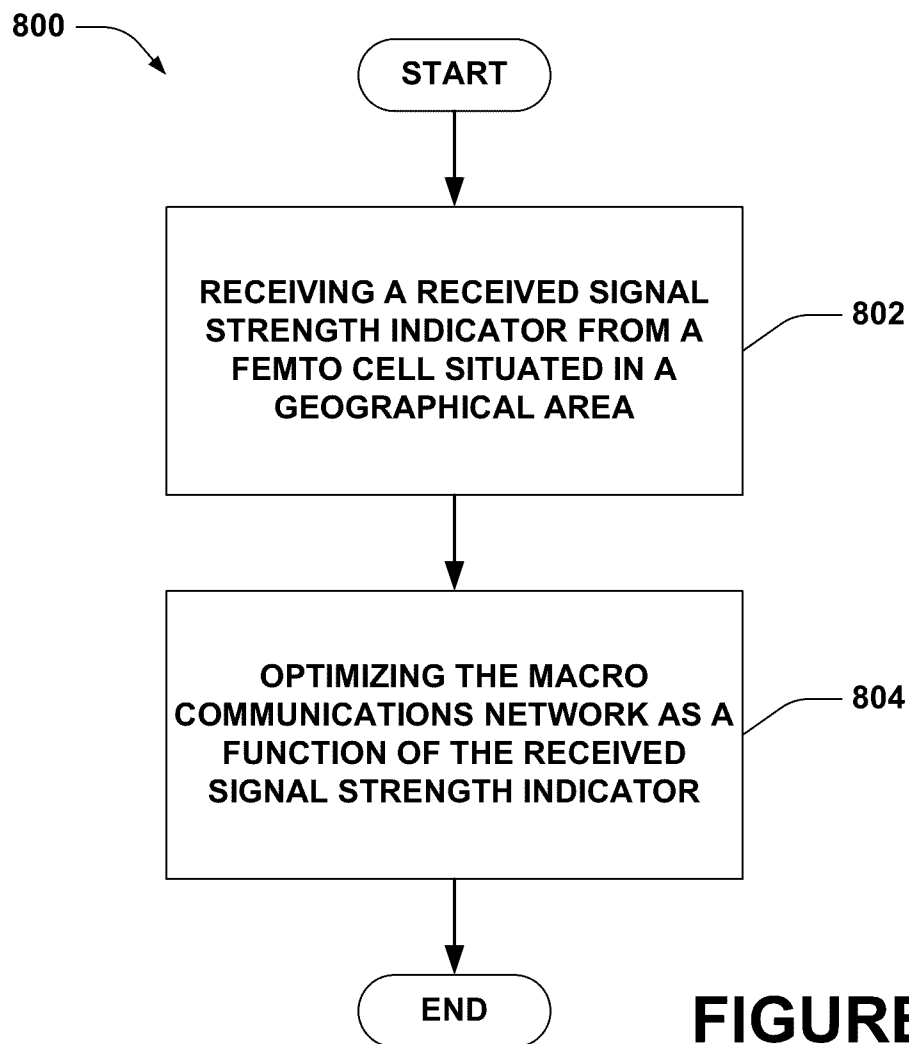 800
START
RECEIVING A RECEIVED SIGNAL
STRENGTH INDICATOR FROM A
FEMTO CELL SITUATED IN A
GEOGRAPHICAL AREA
802
OPTIMIZING THE MACRO
COMMUNICATIONS NETWORK AS A
FUNCTION OF THE RECEIVED
SIGNAL STRENGTH INDICATOR
804
END
FIGURE